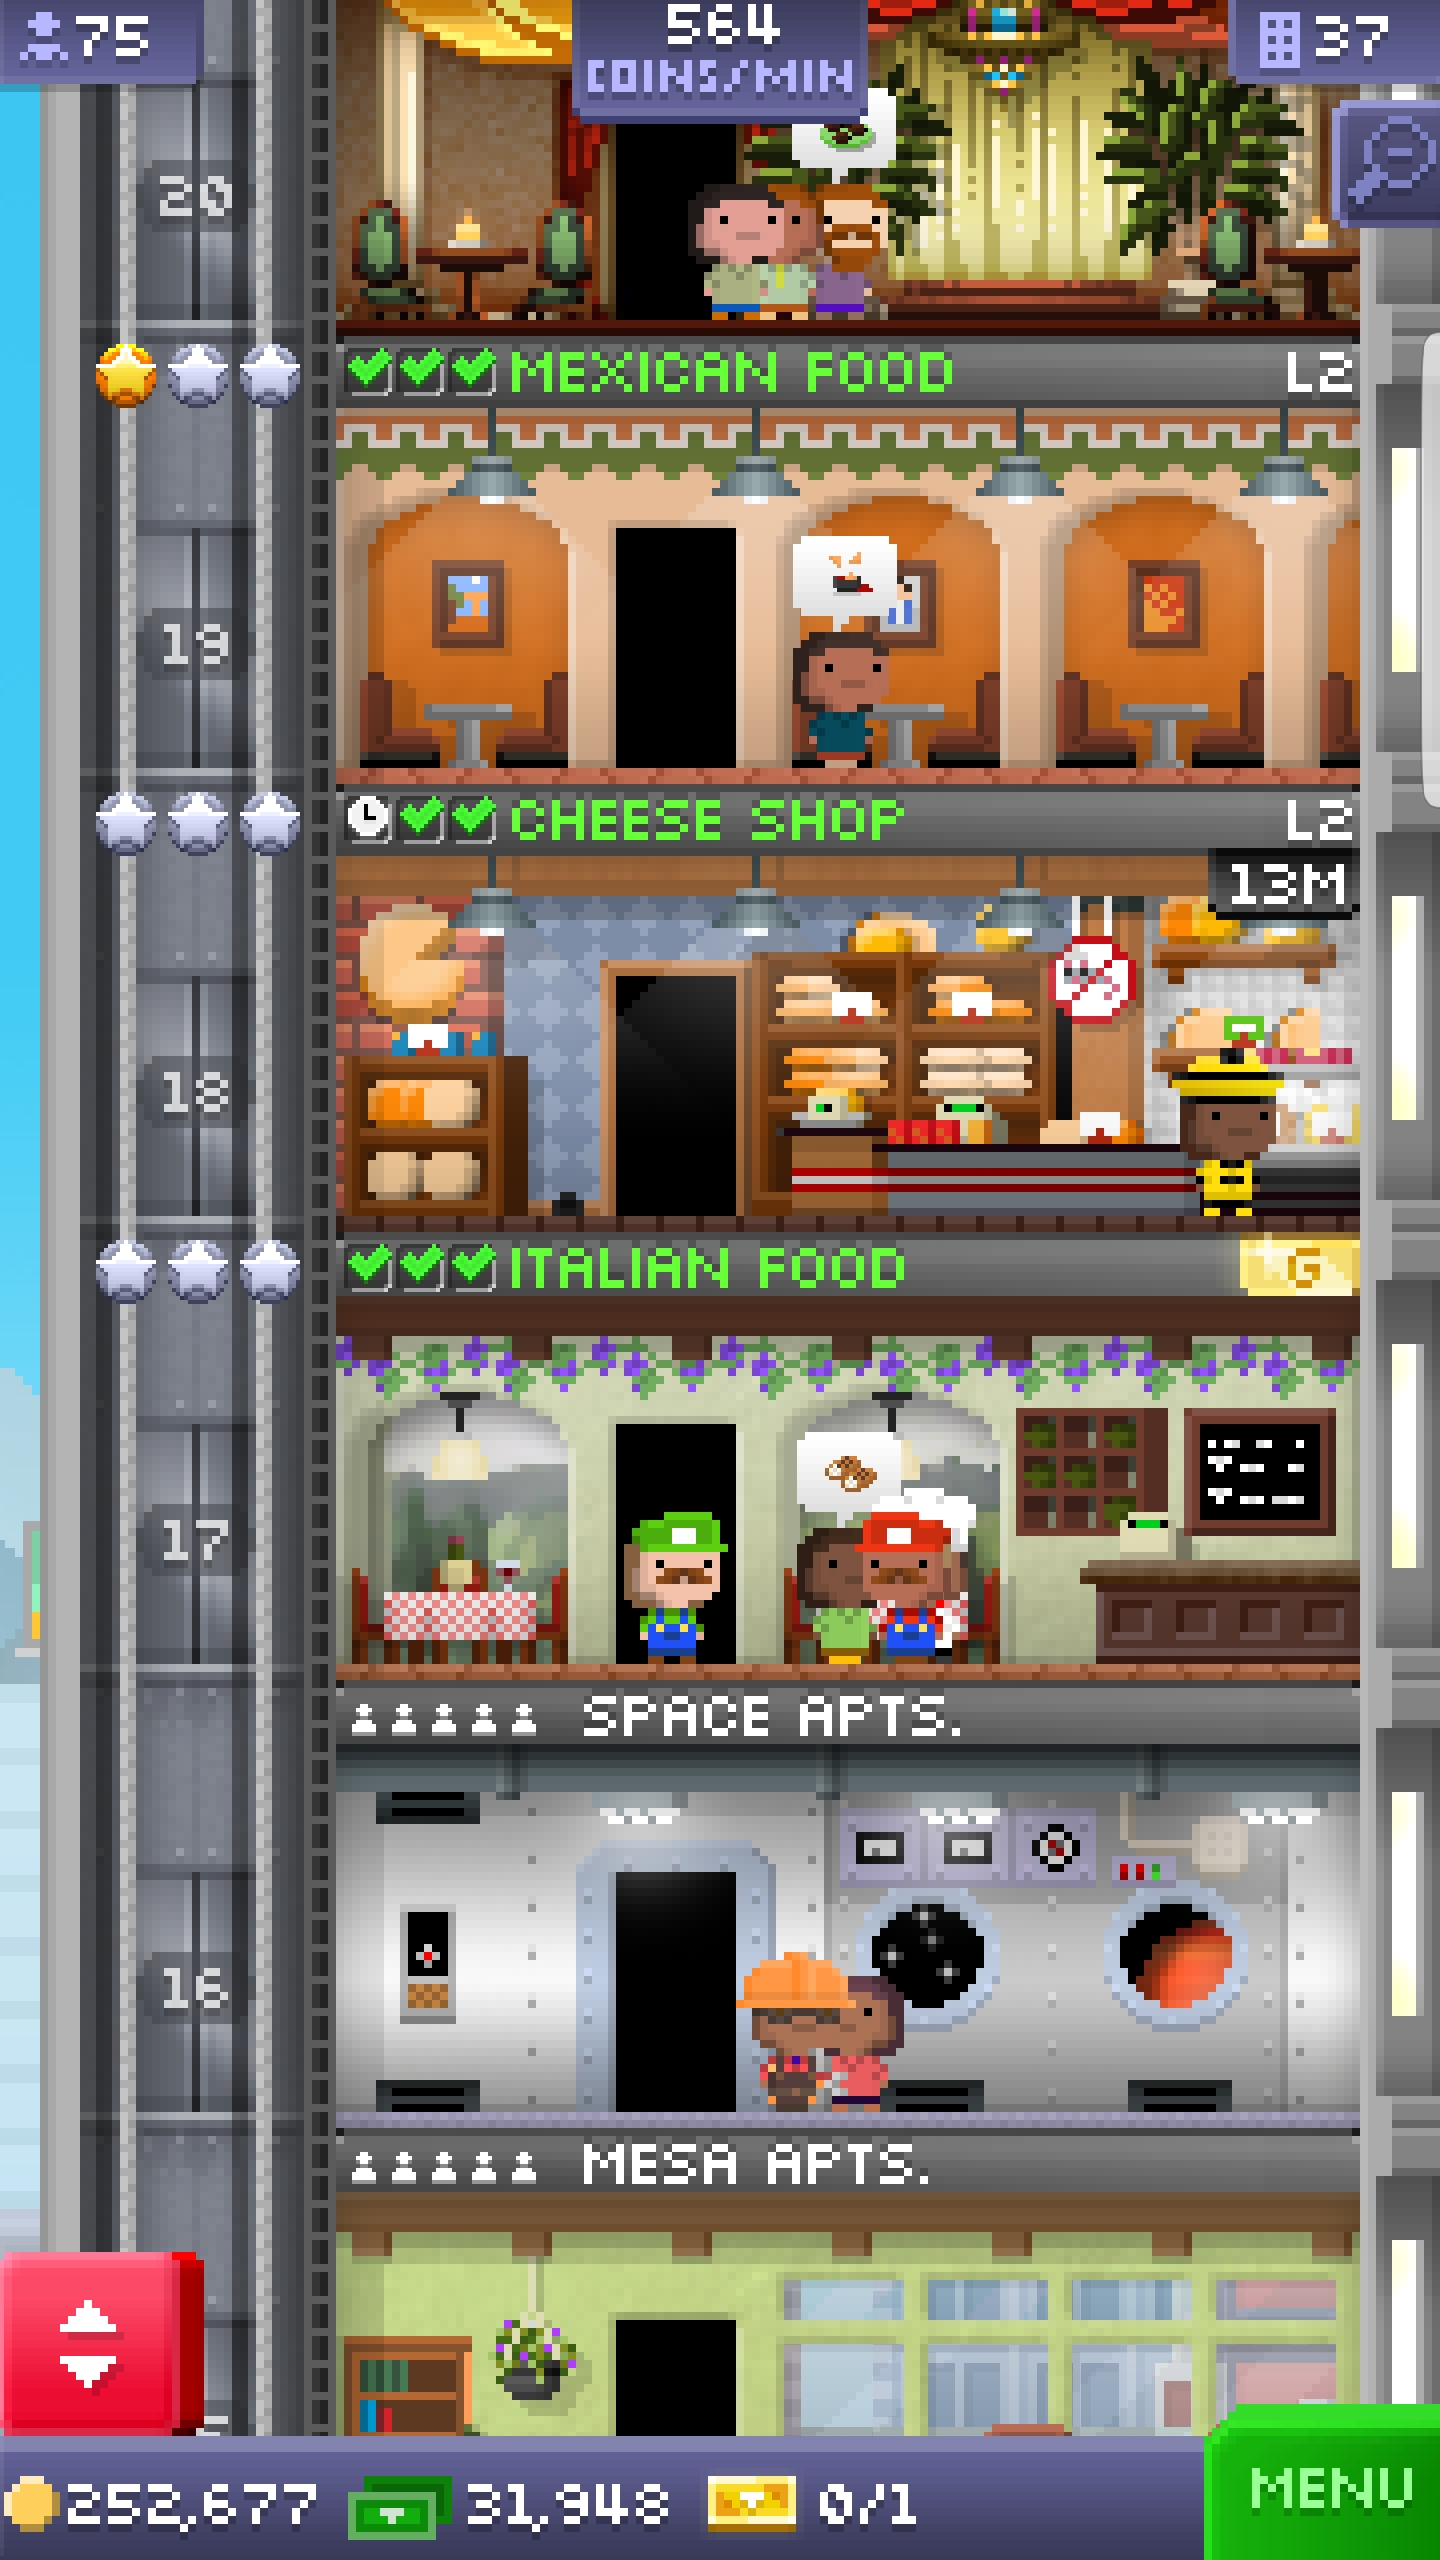 75
564
COINS/MIN
37
20
MEXICAN FOOD
L2
19
CHEESE SHOP
L2
13M
18
ITALIAN FOOD
G
17
SPACE APTS.
16
MESA APTS.
252,677
31,948
0/1
MENU